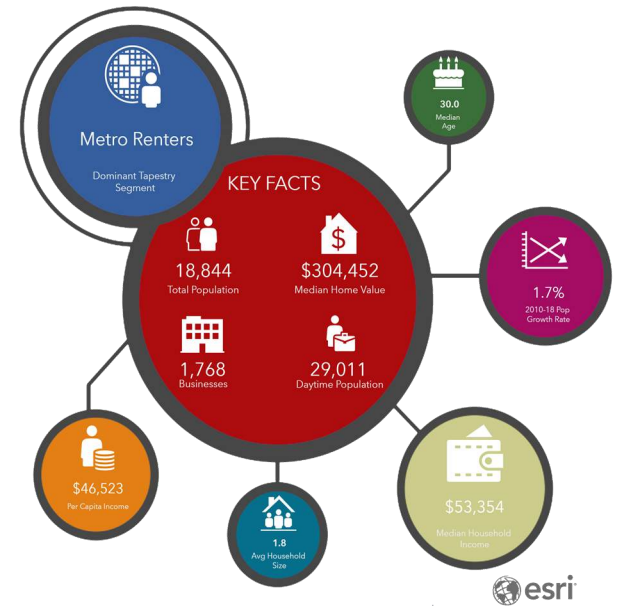 Metro Renters
Dominant Tapestry
Segment
30.0
Median
Age
KEY FACTS
18,844
Total Population
$
$304,452
Median Home Value
1,768
Businesses
29,011
Daytime Population
1.7%
2010-18 Pop
Growth Rate
$46,523
Per Capita Income
1.8
Avg Household
Size
$53,354
Median Household
Income
esri